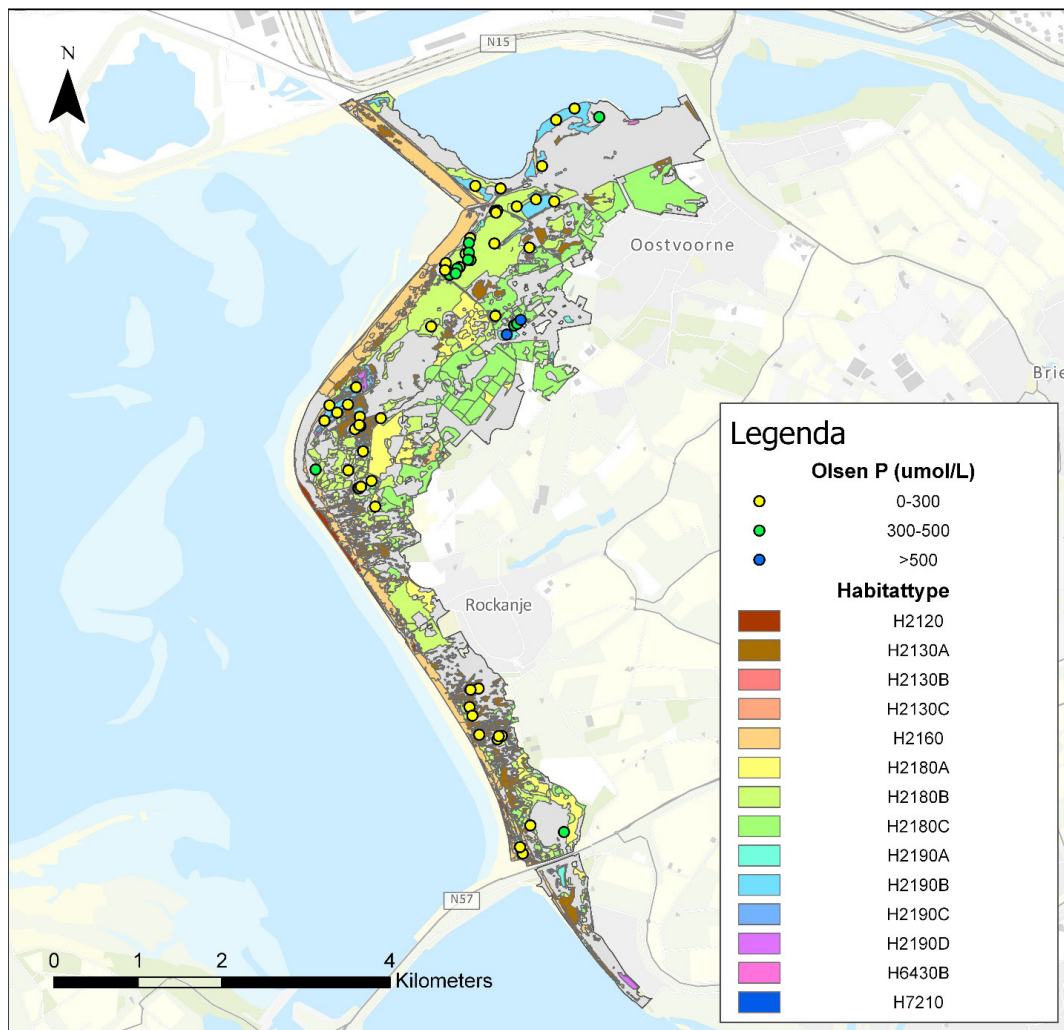 N15
N
Oostvoorne
Brie
Legenda
Olsen P (umol/L)
0-300
300-500
>500
Habitattype
H2120
H2130A
H2130B
H2130C
H2160
H2180A
H2180B
H2180C
H2190A
H2190B
H2190C
H2190D
H6430B
H7210
Rockanje
N57
0 1 2 4
Kilometers